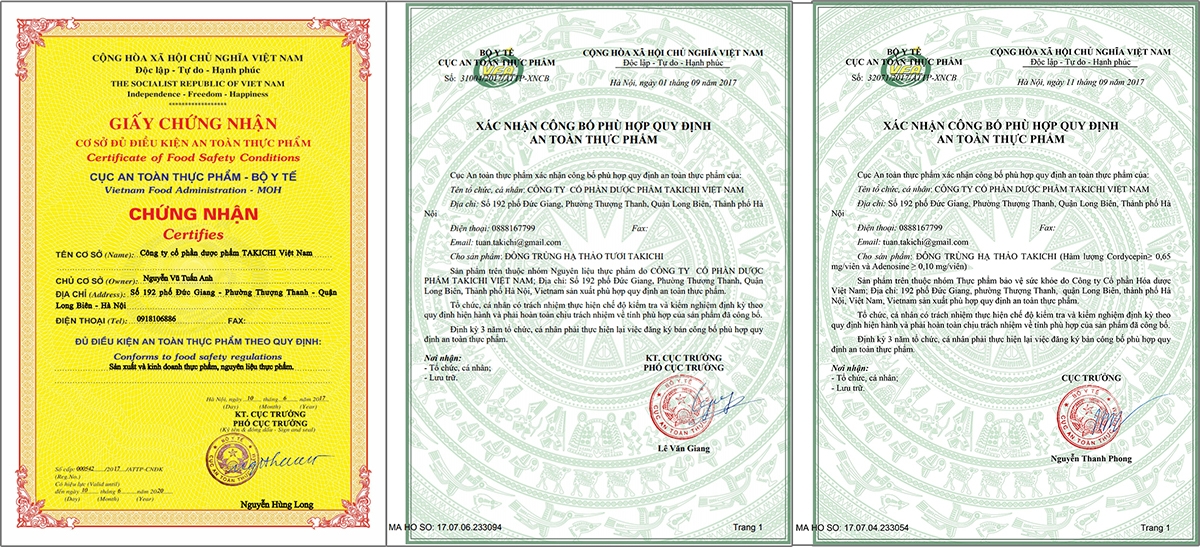 CỘNG HÒA XÃ HỘI CHỦ NGHĨA VIỆT NAM
Độc lập - Tự do - Hạnh phúc
THE SOCIALIST REPUBLIC OF VIET NAM
Independence - Freedom - Happiness
********************
GIẤY CHỨNG NHẬN
CƠ SỞ ĐỦ ĐIỀU KIỆN AN TOÀN THỰC PHẨM
Certificate of Food Safety Conditions
CỤC AN TOÀN THỰC PHẨM - BỘ Y TẾ
Vietnam Food Administration - MOH
CHỨNG NHẬN
Certifies
TÊN CƠ SỞ (Name): Công ty cổ phần dược phẩm TAKICHI Việt Nam
CHỦ CƠ SỞ (Owner): Nguyễn Vũ Tuấn Anh
ĐỊA CHỈ (Address): Số 192 phố Đức Giang - Phường Thượng Thanh - Quận
Long Biên - Hà Nội
ĐIỆN THOẠI (Tel): 0918106886 FAX:
ĐỦ ĐIỀU KIỆN AN TOÀN THỰC PHẨM THEO QUY ĐỊNH:
Conforms to food safety regulations
Sản xuất và kinh doanh thực phẩm, nguyên liệu thực phẩm.
Hà Nội, ngày 10 tháng 6 năm 2017
(Day) (Month) (Year)
KT. CỤC TRƯỞNG
PHÓ CỤC TRƯỞNG
(Ký tên & đóng dấu - Sign and seal)
Số cấp 000542 /2017 /ATTP-CNĐK
(Reg No.)
Có hiệu lực (Valid until)
đến ngày 10 tháng 6 năm 2020
(Day) (Month) (Year)
Nguyễn Hùng Long
BỘ Y TẾ
CỤC AN TOÀN THỰC PHẨM
Số: /2017/ATTP-XNCB
CỘNG HÒA XÃ HỘI CHỦ NGHĨA VIỆT NAM
Độc lập - Tự do - Hạnh phúc
Hà Nội, ngày 01 tháng 09 năm 2017
XÁC NHẬN CÔNG BỐ PHÙ HỢP QUY ĐỊNH
AN TOÀN THỰC PHẨM
Cục An toàn thực phẩm xác nhận công bố phù hợp quy định an toàn thực phẩm của:
Tên tổ chức, cá nhân: CÔNG TY CỔ PHẦN DƯỢC PHẨM TAKICHI VIỆT NAM
Địa chỉ: Số 192 phố Đức Giang, Phường Thượng Thanh, Quận Long Biên, Thành phố Hà
Nội
Điện thoại: 0888167799 Fax:
Email: tuan.takichi@gmail.com
Cho sản phẩm: ĐÔNG TRÙNG HẠ THẢO TƯƠI TAKICHI
Sản phẩm trên thuộc nhóm Nguyên liệu thực phẩm do CÔNG TY CỔ PHẦN DƯỢC
PHẨM TAKICHI VIỆT NAM; Địa chỉ: Số 192 phố Đức Giang, Phường Thượng Thanh, Quận
Long Biên, Thành phố Hà Nội, Vietnam sản xuất phù hợp quy định an toàn thực phẩm.
Tổ chức, cá nhân có trách nhiệm thực hiện chế độ kiểm tra và kiểm nghiệm định kỳ theo
quy định hiện hành và phải hoàn toàn chịu trách nhiệm về tính phù hợp của sản phẩm đã công bố.
Định kỳ 3 năm tổ chức, cá nhân phải thực hiện lại việc đăng ký bản công bố phù hợp quy
định an toàn thực phẩm.
Nơi nhận:
- Tổ chức, cá nhân;
- Lưu trữ.
KT. CỤC TRƯỞNG
PHÓ CỤC TRƯỞNG
Lê Văn Giang
MA HO SO: 17.07.06.233094 Trang 1
BỘ Y TẾ
CỤC AN TOÀN THỰC PHẨM
Số: /2017/ATTP-XNCB
CỘNG HÒA XÃ HỘI CHỦ NGHĨA VIỆT NAM
Độc lập - Tự do - Hạnh phúc
Hà Nội, ngày 11 tháng 09 năm 2017
XÁC NHẬN CÔNG BỐ PHÙ HỢP QUY ĐỊNH
AN TOÀN THỰC PHẨM
Cục An toàn thực phẩm xác nhận công bố phù hợp quy định an toàn thực phẩm của:
Tên tổ chức, cá nhân: CÔNG TY CỔ PHẦN DƯỢC PHẨM TAKICHI VIỆT NAM
Địa chỉ: Số 192 phố Đức Giang, Phường Thượng Thanh, Quận Long Biên, Thành phố Hà
Nội
Điện thoại: 0888167799 Fax:
Email: tuan.takichi@gmail.com
Cho sản phẩm: ĐÔNG TRÙNG HẠ THẢO TAKICHI (Hàm lượng Cordycepin≥ 0,65
mg/viên và Adenosine ≥ 0,10 mg/viên)
Sản phẩm trên thuộc nhóm Thực phẩm bảo vệ sức khỏe do Công ty Cổ Phần Hóa dược
Việt Nam; Địa chỉ: 192 phố Đức Giang, phường Thượng Thanh, quận Long Biên, thành phố Hà
Nội, Việt Nam, Vietnam sản xuất phù hợp quy định an toàn thực phẩm.
Tổ chức, cá nhân có trách nhiệm thực hiện chế độ kiểm tra và kiểm nghiệm định kỳ theo
quy định hiện hành và phải hoàn toàn chịu trách nhiệm về tính phù hợp của sản phẩm đã công bố.
Định kỳ 3 năm tổ chức, cá nhân phải thực hiện lại việc đăng ký bản công bố phù hợp quy
định an toàn thực phẩm.
Nơi nhận:
- Tổ chức, cá nhân;
- Lưu trữ.
CỤC TRƯỞNG
Nguyễn Thanh Phong
MA HO SO: 17.07.04.233054 Trang 1